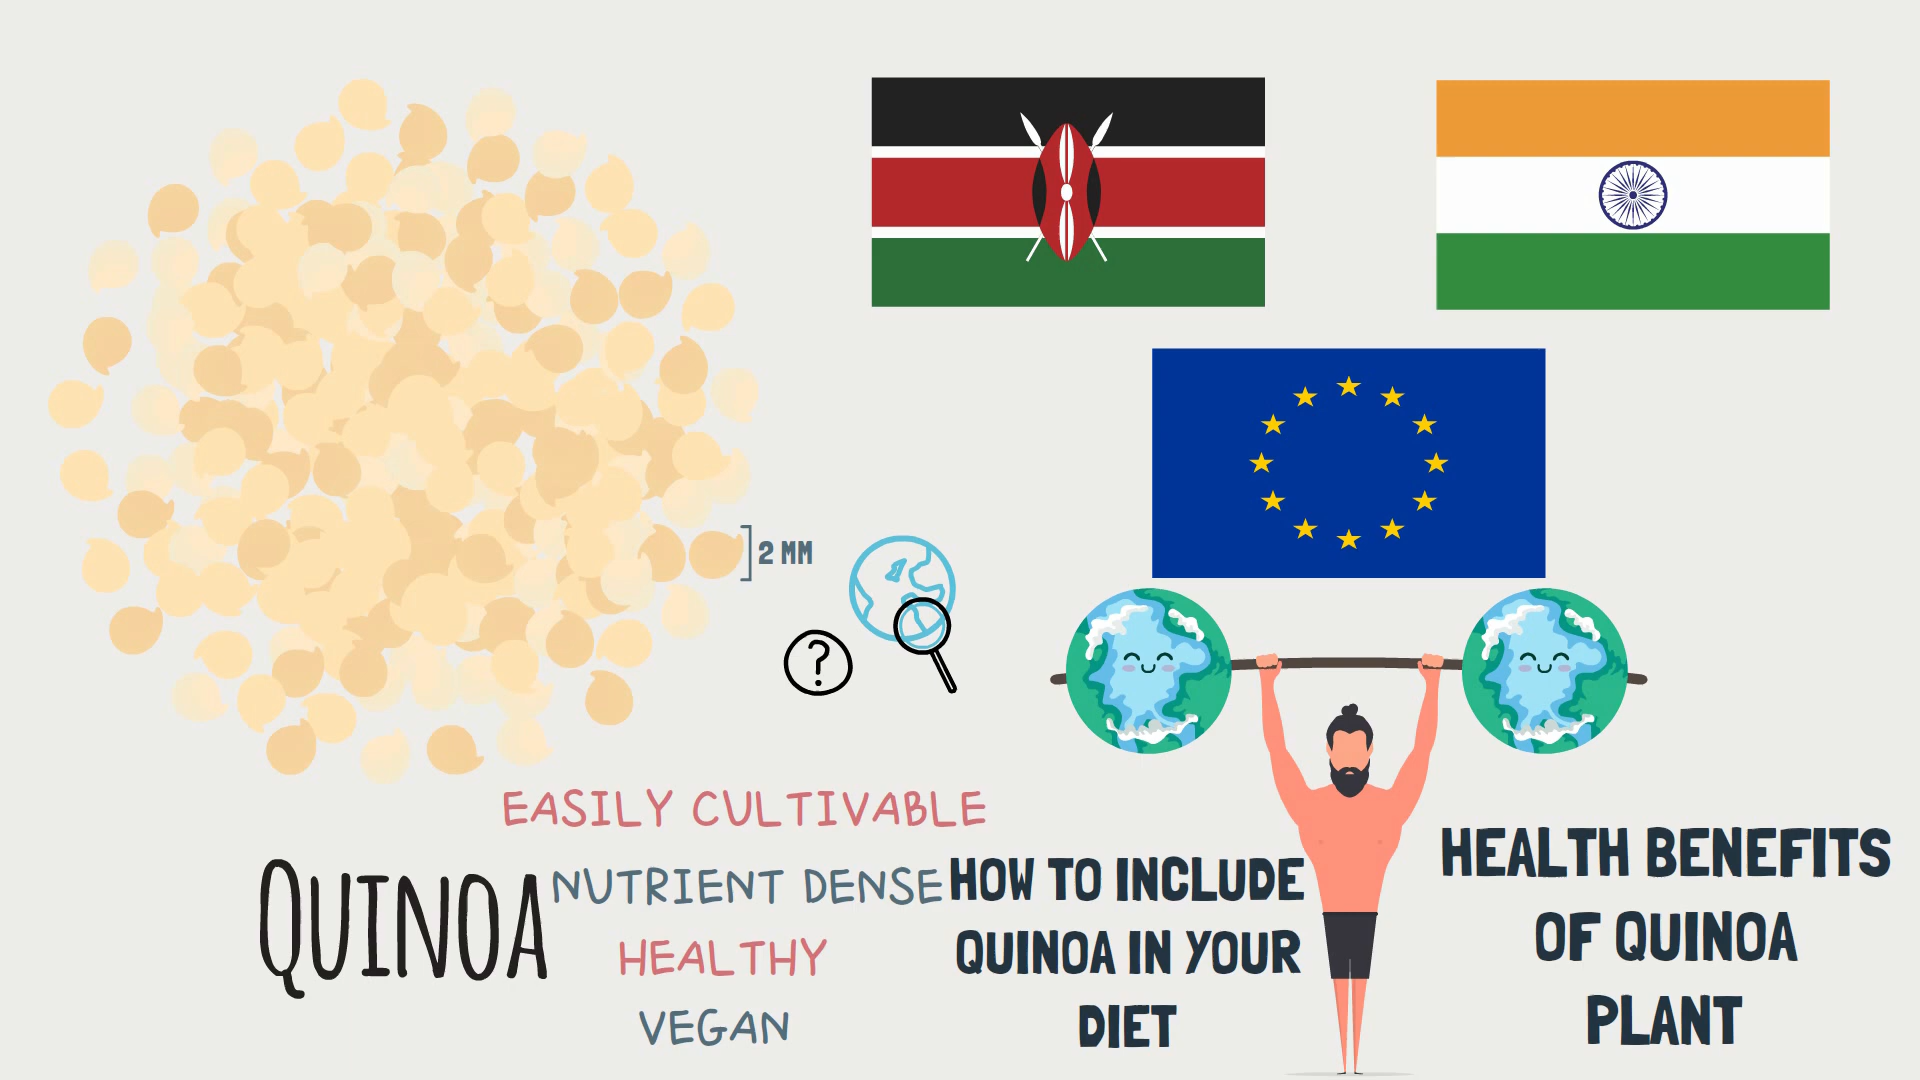 2 MM
?
EASILY CULTIVABLE
QUINOA
NUTRIENT DENSE
HEALTHY
VEGAN
HOW TO INCLUDE
QUINOA IN YOUR
DIET
HEALTH BENEFITS
OF QUINOA
PLANT